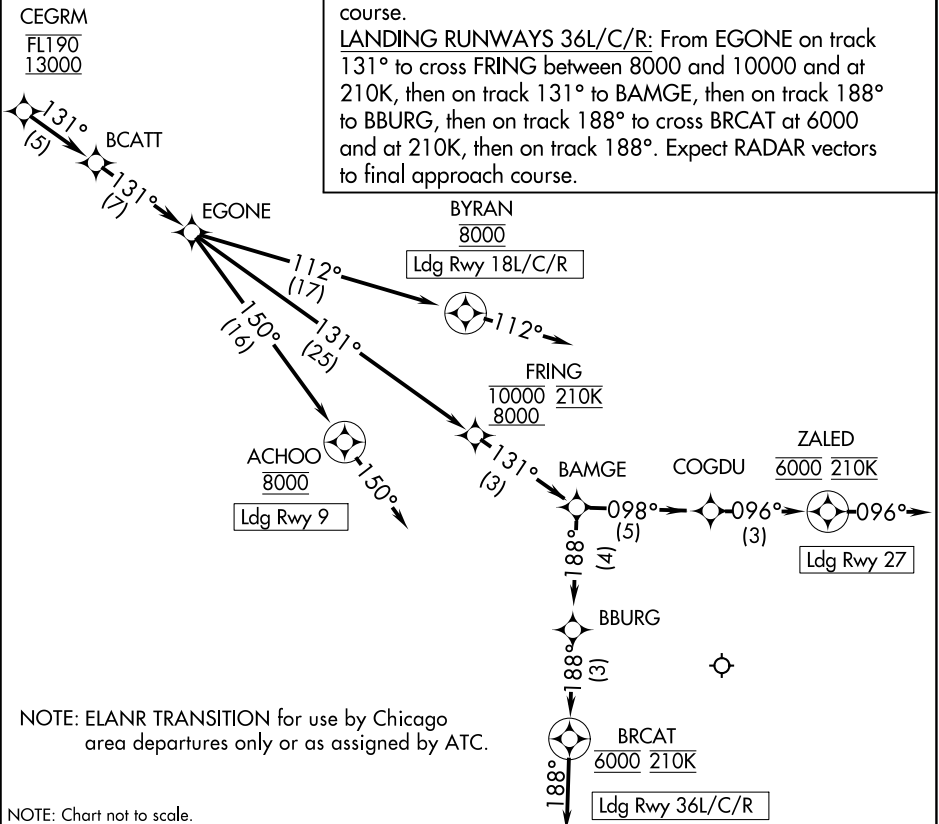 CEGRM
FL190
13000
course.
LANDING RUNWAYS 36L/C/R: From EGONE on track
131° to cross FRING between 8000 and 10000 and at
210K, then on track 131° to BAMGE, then on track 188°
to BBURG, then on track 188° to cross BRCAT at 6000
and at 210K, then on track 188°. Expect RADAR vectors
to final approach course.
131°
(5)
BCATT
131°
(7)
EGONE
BYRAN
8000
Ldg Rwy 18L/C/R
112°
(17)
112°
150°
(16)
131°
(25)
FRING
10000 210K
8000
ACHOO
8000
Ldg Rwy 9
150°
131°
(3)
BAMGE
COGDU
ZALED
6000 210K
098°
(5)
096°
(3)
096°
Ldg Rwy 27
188°
(4)
BBURG
188°
(3)
NOTE: ELANR TRANSITION for use by Chicago
area departures only or as assigned by ATC.
BRCAT
6000 210K
188°
Ldg Rwy 36L/C/R
NOTE: Chart not to scale.